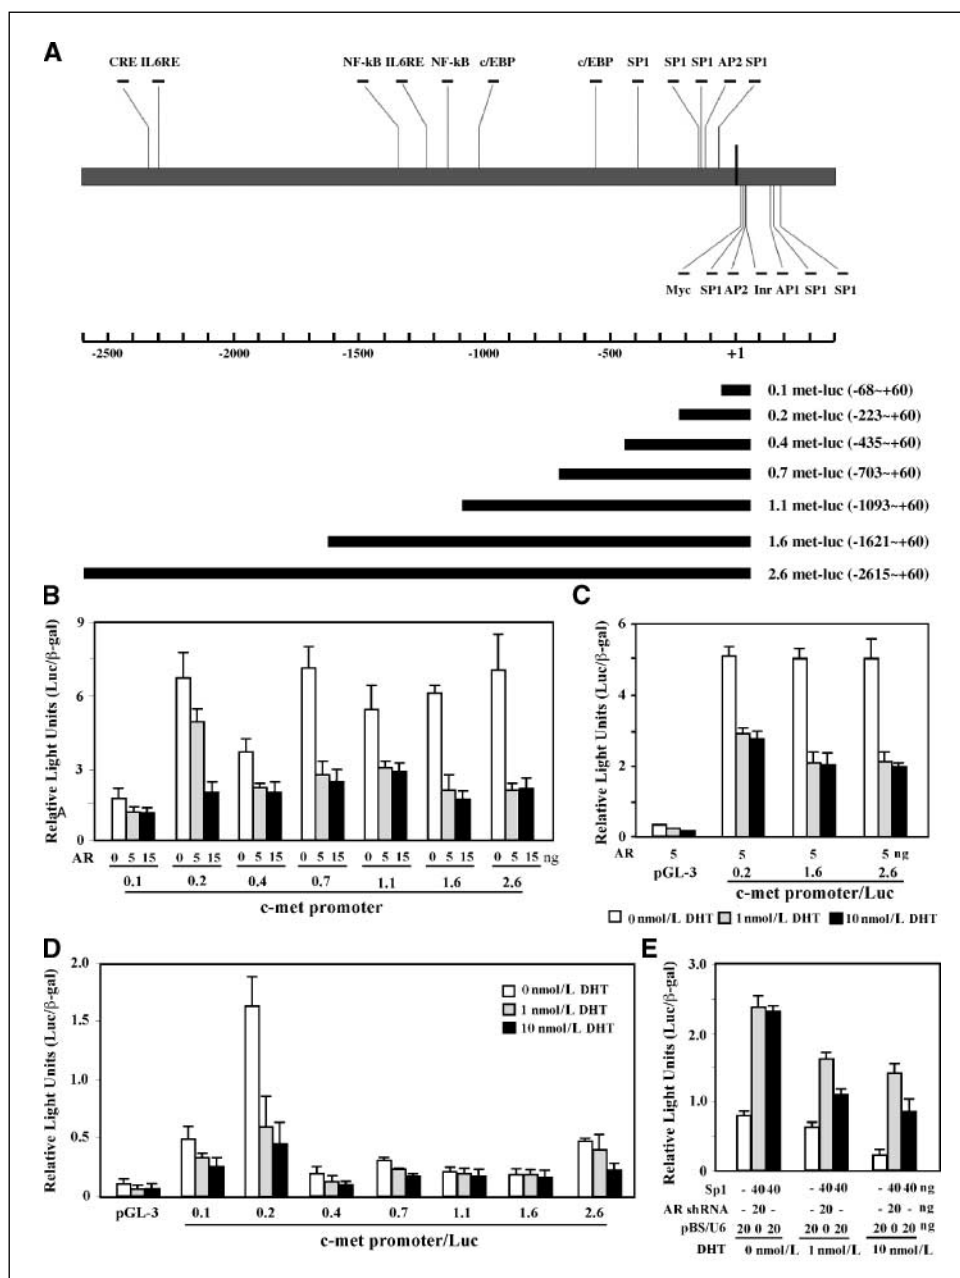 A
CRE IL6RE NF-kB IL6RE NF-kB c/EBP c/EBP SP1 SP1 SP1 AP2 SP1
Myc SP1 AP2 Inr AP1 SP1 SP1
-2500 -2000 -1500 -1000 -500 +1
0.1 met-luc (-68~+60)
0.2 met-luc (-223~+60)
0.4 met-luc (-435~+60)
0.7 met-luc (-703~+60)
1.1 met-luc (-1093~+60)
1.6 met-luc (-1621~+60)
2.6 met-luc (-2615~+60)
B
Relative Light Units (Luc/β-gal)
9
6
3
0
A
AR 0 5 15 0 5 15 0 5 15 0 5 15 0 5 15 0 5 15 0 5 15 ng
0.1 0.2 0.4 0.7 1.1 1.6 2.6
c-met promoter
C
Relative Light Units (Luc/β-gal)
6
4
2
0
AR 5 5 5 5 ng
pGL-3 0.2 1.6 2.6
c-met promoter/Luc
0 nmol/L DHT 1 nmol/L DHT 10 nmol/L DHT
D
Relative Light Units (Luc/β-gal)
2.0
1.5
1.0
0.5
0
0 nmol/L DHT
1 nmol/L DHT
10 nmol/L DHT
pGL-3 0.1 0.2 0.4 0.7 1.1 1.6 2.6
c-met promoter/Luc
E
Relative Light Units (Luc/β-gal)
3.0
2.0
1.0
0
Sp1 - 40 40 - 40 40 - 40 40 ng
AR shRNA - 20 - - 20 - - 20 - ng
pBS/U6 20 0 20 20 0 20 20 0 20 ng
DHT 0 nmol/L 1 nmol/L 10 nmol/L